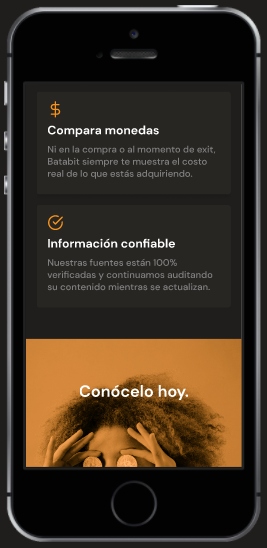 Compara monedas
Ni en la compra o al momento de exit,
Batabit siempre te muestra el costo
real de lo que estás adquiriendo.
Información confiable
Nuestras fuentes están 100%
verificadas y continuamos auditando
su contenido mientras se actualizan.
Conócelo hoy.